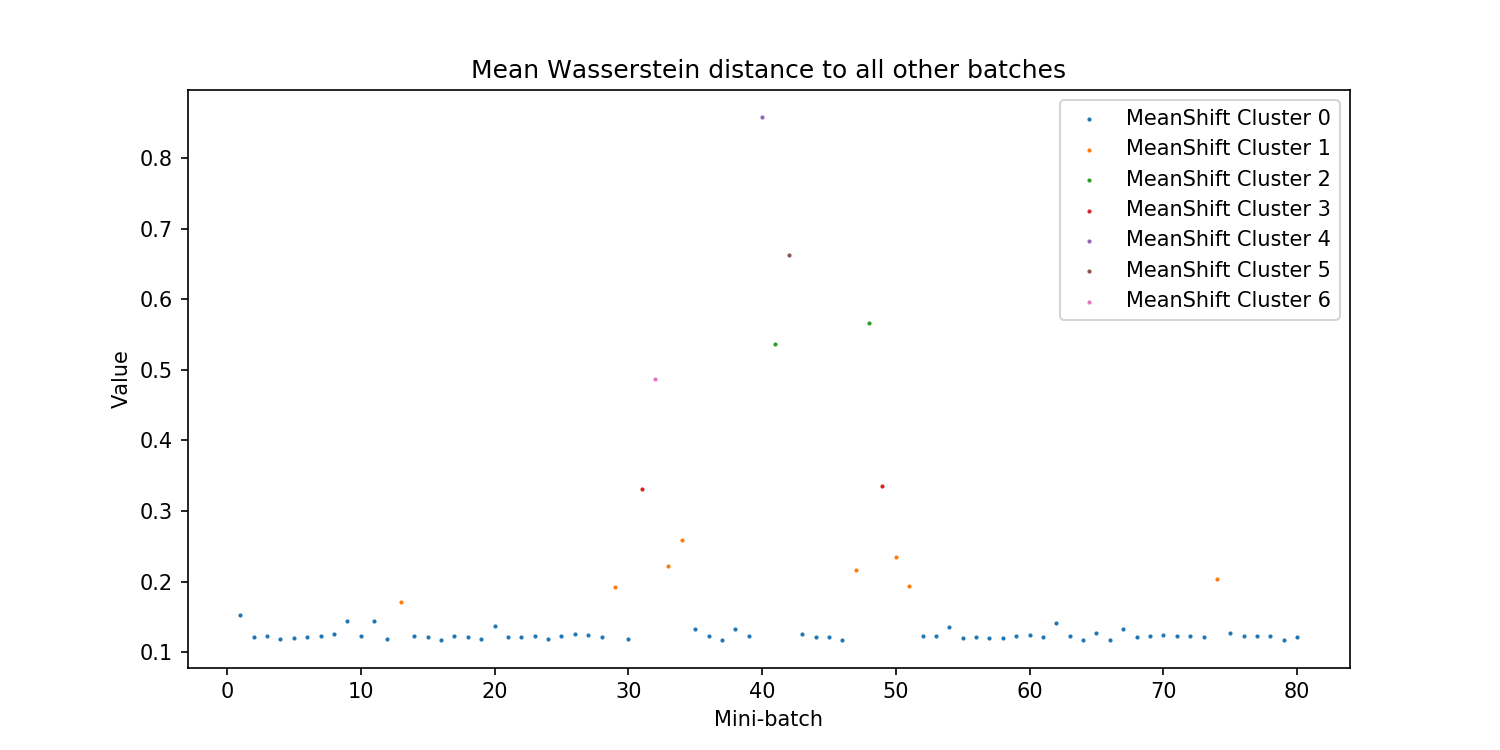 Mean Wasserstein distance to all other batches
MeanShift Cluster 0
MeanShift Cluster 1
MeanShift Cluster 2
MeanShift Cluster 3
MeanShift Cluster 4
MeanShift Cluster 5
MeanShift Cluster 6
0.8
0.7
0.6
0.5
0.4
0.3
0.2
0.1
Value
0 10 20 30 40 50 60 70 80
Mini-batch